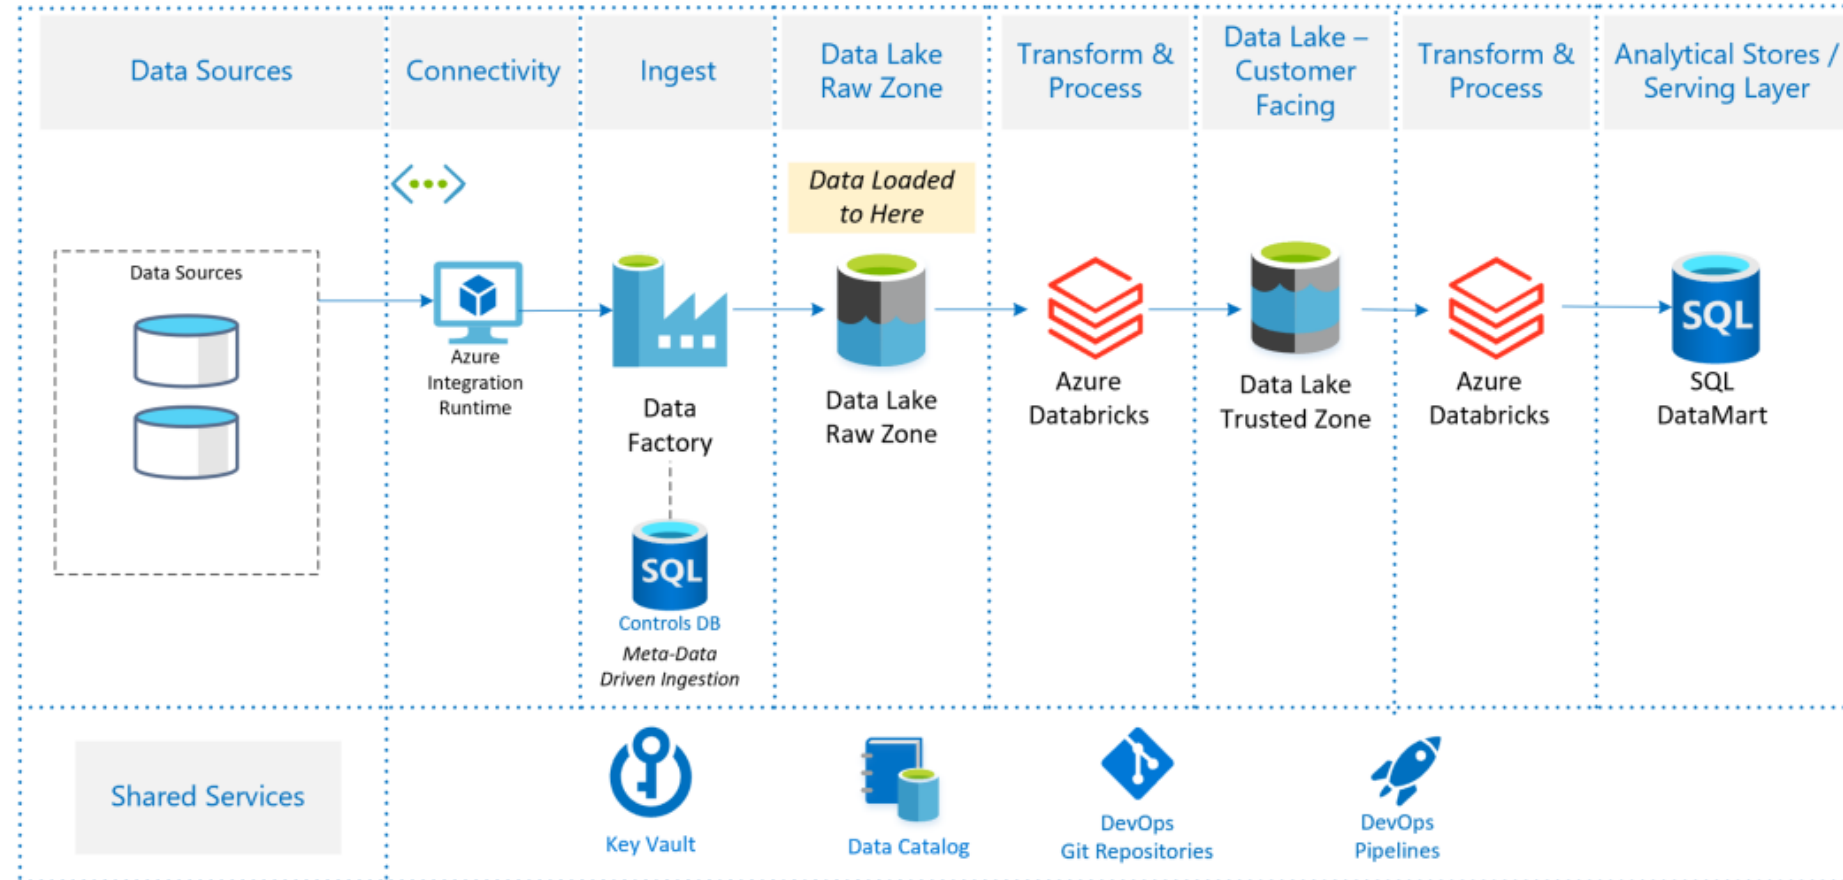 Data Sources
Connectivity
Ingest
Data Lake
Raw Zone
Transform &
Process
Data Lake –
Customer
Facing
Transform &
Process
Analytical Stores /
Serving Layer
Data Loaded
to Here
Data Sources
Azure
Integration
Runtime
Data
Factory
Data Lake
Raw Zone
Azure
Databricks
Data Lake
Trusted Zone
Azure
Databricks
SQL
SQL
DataMart
SQL
Controls DB
Meta-Data
Driven Ingestion
Shared Services
Key Vault
Data Catalog
DevOps
Git Repositories
DevOps
Pipelines